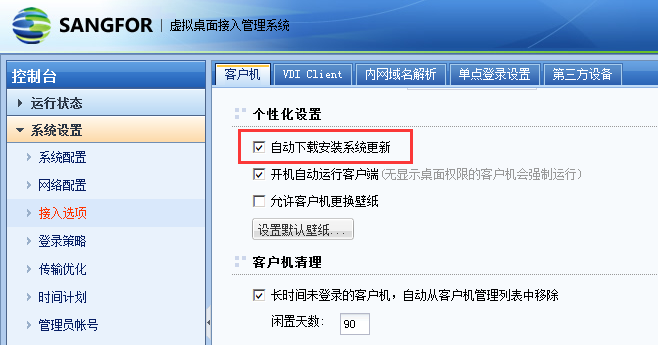 SANGFOR | 虚拟桌面接入管理系统
控制台
运行状态
系统设置
系统配置
网络配置
接入选项
登录策略
传输优化
时间计划
管理员帐号
客户机 VDI Client 内网域名解析 单点登录设置 第三方设备
个性化设置
自动下载安装系统更新
开机自动运行客户端(无显示桌面权限的客户机会强制运行)
允许客户机更换壁纸
设置默认壁纸...
客户机清理
长时间未登录的客户机，自动从客户机管理列表中移除
闲置天数: 90